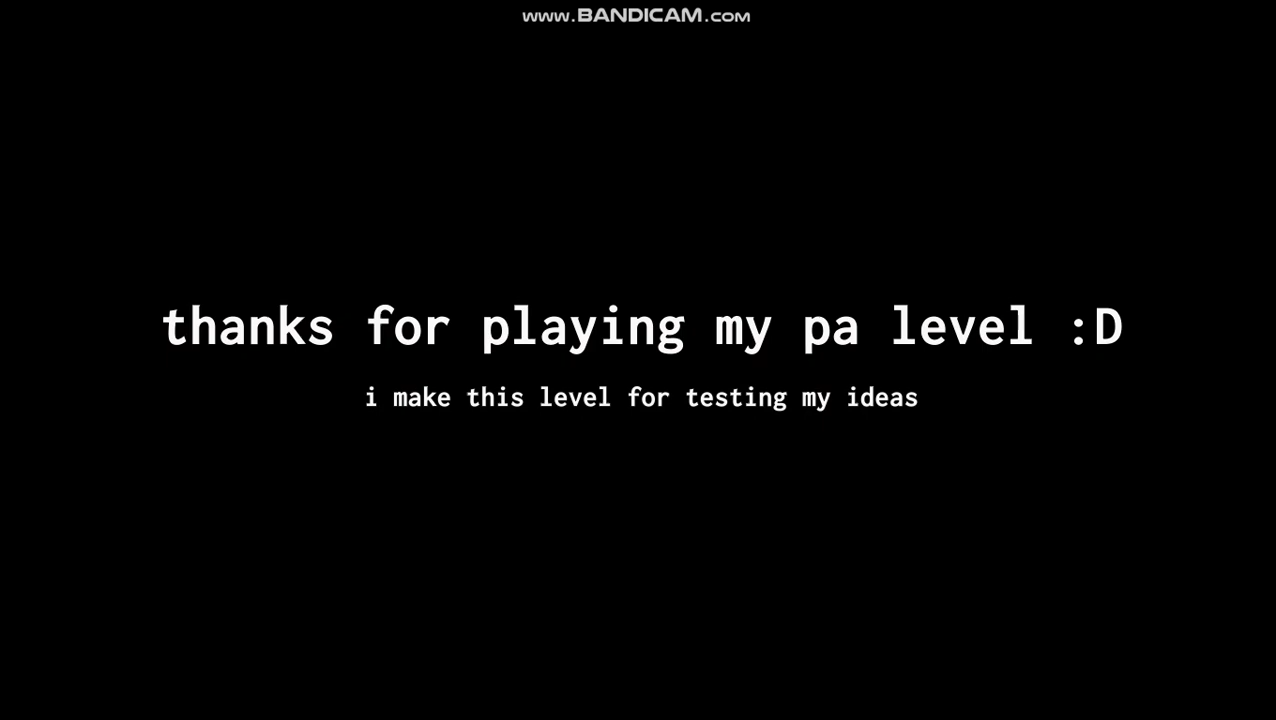 www.BANDICAM.COM
thanks for playing my pa level :D
i make this level for testing my ideas